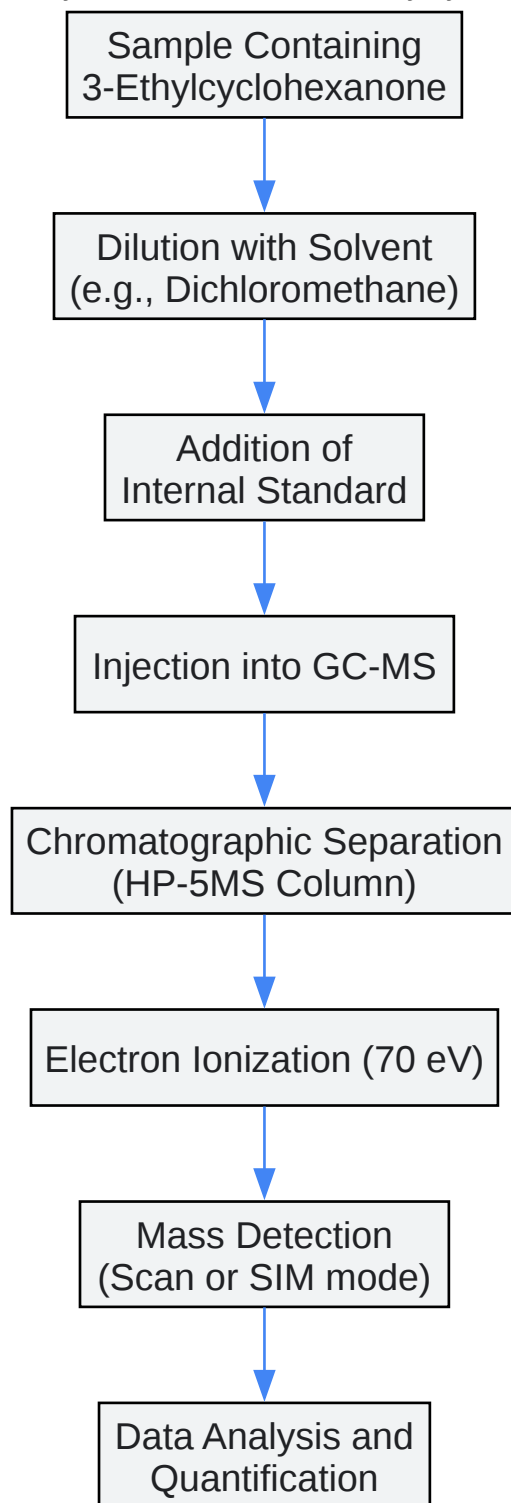 Sample Containing
3-Ethylcyclohexanone
Dilution with Solvent
(e.g., Dichloromethane)
Addition of
Internal Standard
Injection into GC-MS
Chromatographic Separation
(HP-5MS Column)
Electron Ionization (70 eV)
Mass Detection
(Scan or SIM mode)
Data Analysis and
Quantification